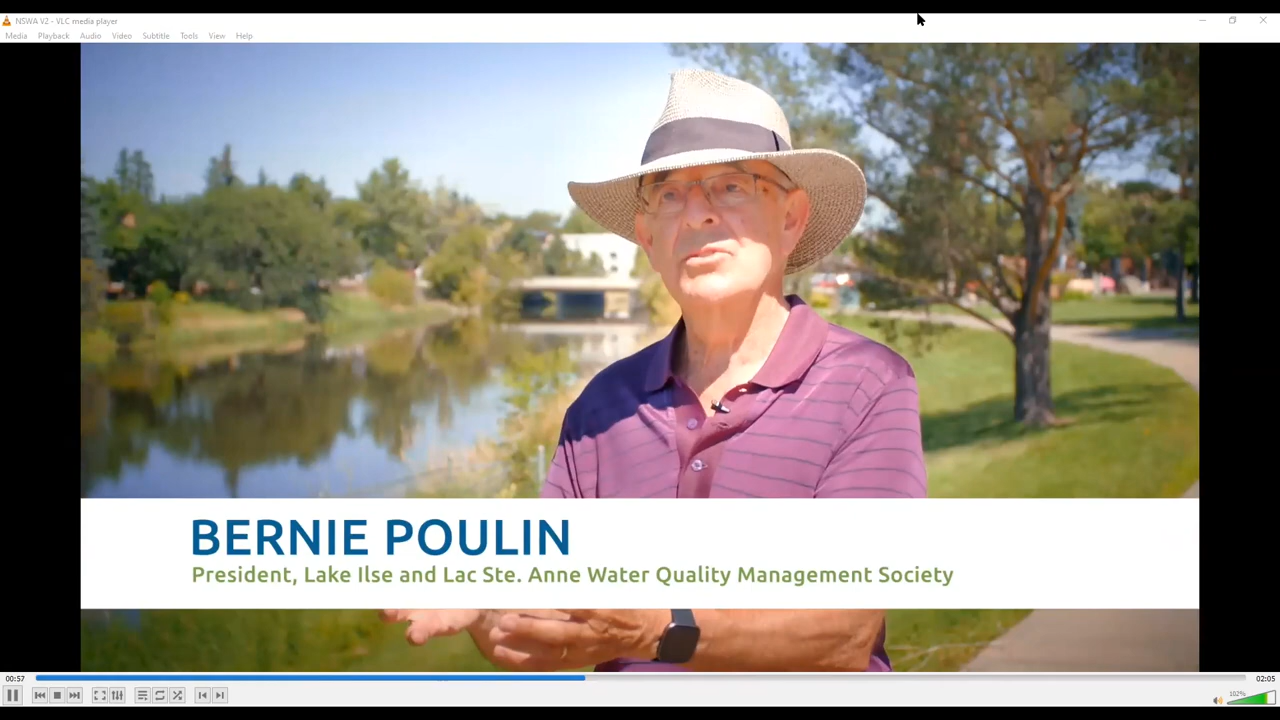 NSWA V2 - VLC media player
Media Playback Audio Video Subtitle Tools View Help
BERNIE POULIN
President, Lake Ilse and Lac Ste. Anne Water Quality Management Society
00:57
02:05
102%